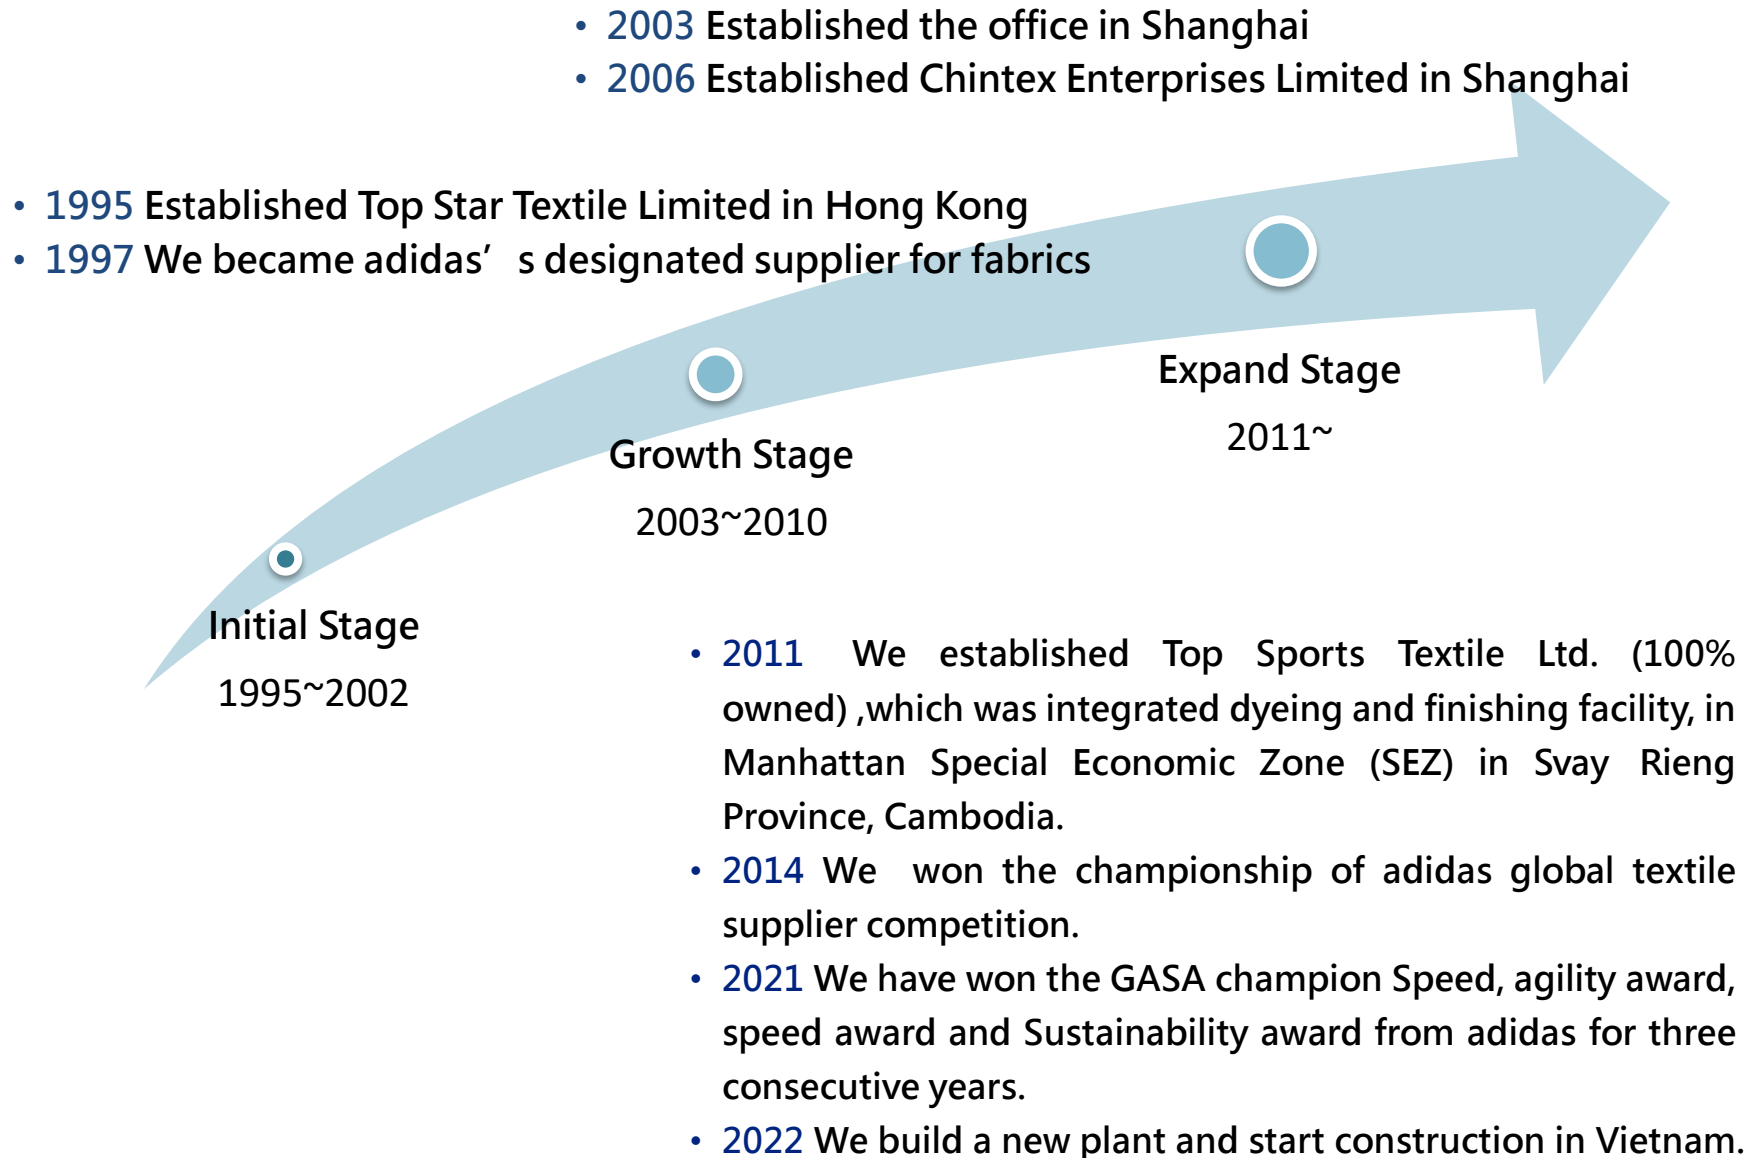 • 2003 Established the office in Shanghai
• 2006 Established Chintex Enterprises Limited in Shanghai
• 1995 Established Top Star Textile Limited in Hong Kong
• 1997 We became adidas’ s designated supplier for fabrics
Expand Stage
2011~
Growth Stage
2003~2010
Initial Stage
1995~2002
• 2011 We established Top Sports Textile Ltd. (100%
owned) ,which was integrated dyeing and finishing facility, in
Manhattan Special Economic Zone (SEZ) in Svay Rieng
Province, Cambodia.
• 2014 We won the championship of adidas global textile
supplier competition.
• 2021 We have won the GASA champion Speed, agility award,
speed award and Sustainability award from adidas for three
consecutive years.
• 2022 We build a new plant and start construction in Vietnam.